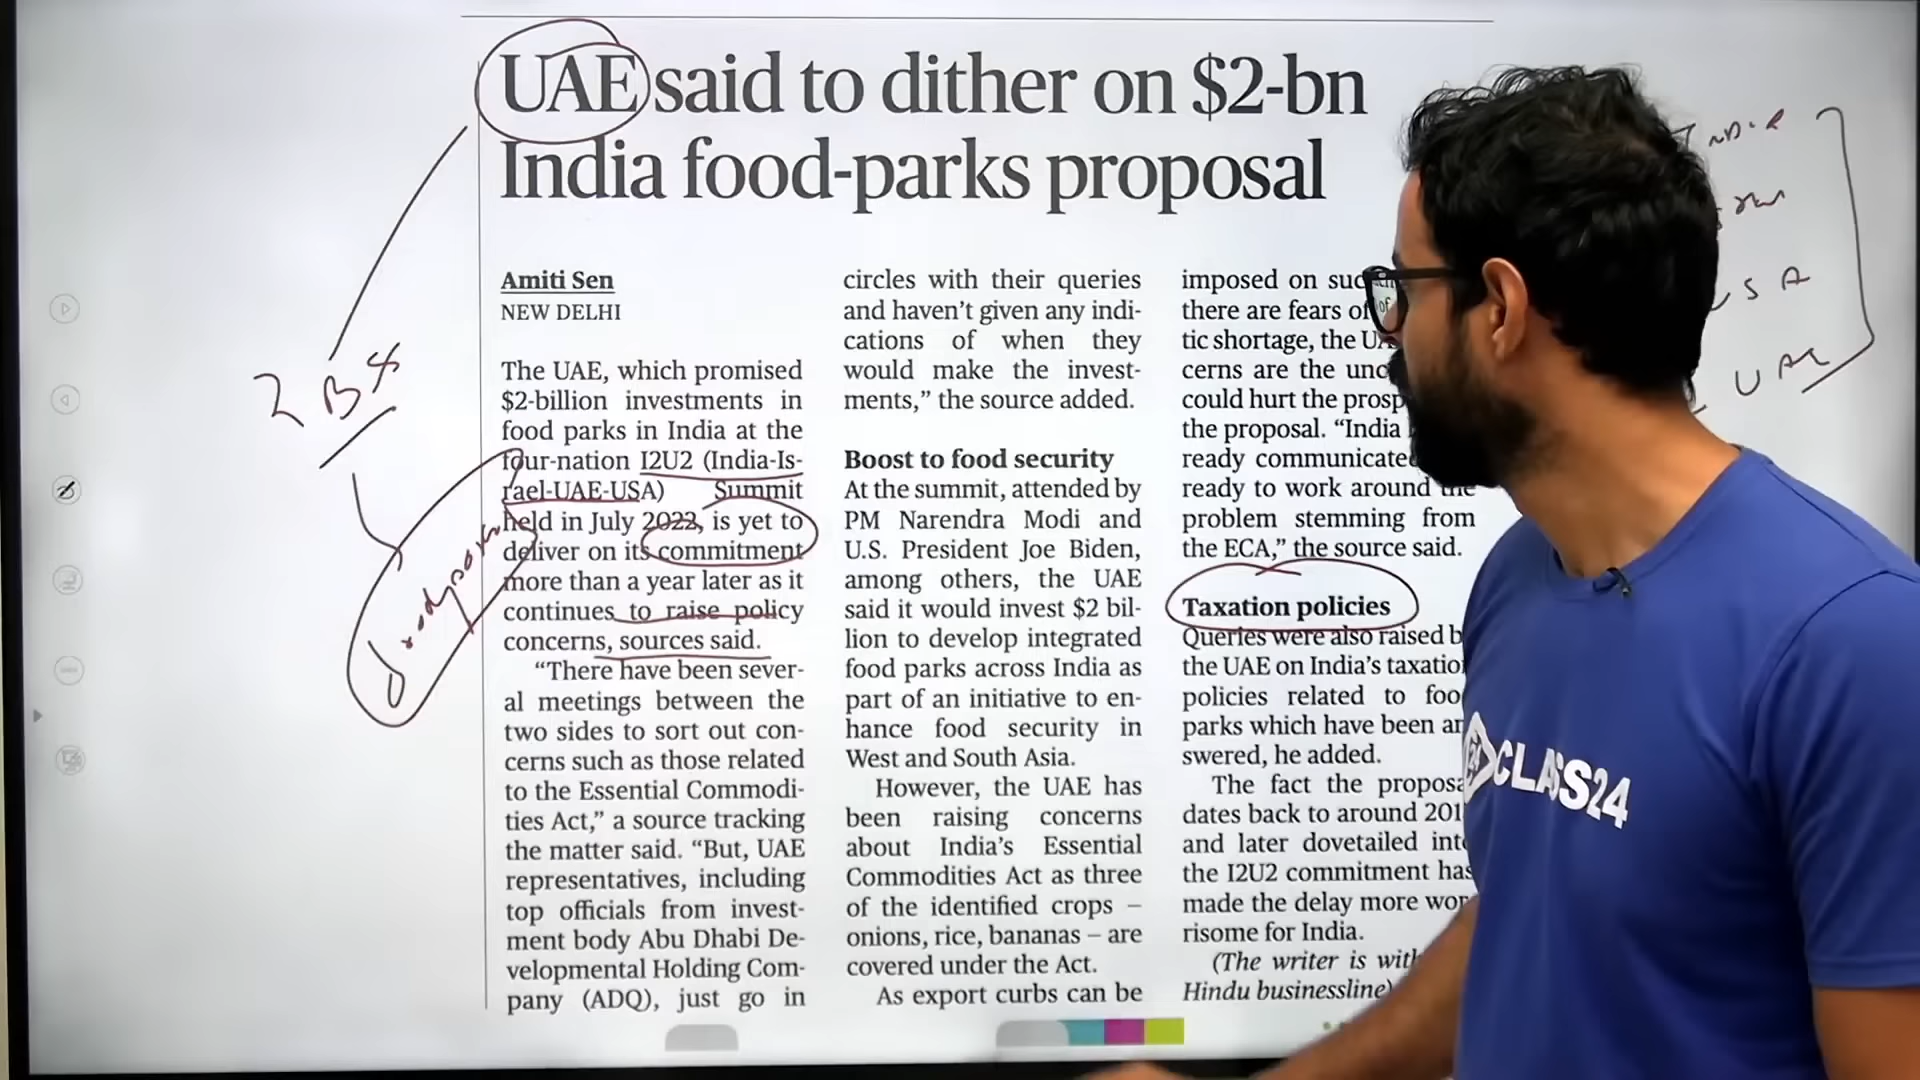 UAE said to dither on $2-bn
India food-parks proposal
Amiti Sen
NEW DELHI
The UAE, which promised
$2-billion investments in
food parks in India at the
four-nation I2U2 (India-Is-
rael-UAE-USA) Summit
held in July 2022, is yet to
deliver on its commitment
more than a year later as it
continues to raise policy
concerns, sources said.
“There have been sever-
al meetings between the
two sides to sort out con-
cerns such as those related
to the Essential Commodi-
ties Act,” a source tracking
the matter said. “But, UAE
representatives, including
top officials from invest-
ment body Abu Dhabi De-
velopmental Holding Com-
pany (ADQ), just go in
circles with their queries
and haven’t given any indi-
cations of when they
would make the invest-
ments,” the source added.
Boost to food security
At the summit, attended by
PM Narendra Modi and
U.S. President Joe Biden,
among others, the UAE
said it would invest $2 bil-
lion to develop integrated
food parks across India as
part of an initiative to en-
hance food security in
West and South Asia.
However, the UAE has
been raising concerns
about India’s Essential
Commodities Act as three
of the identified crops –
onions, rice, bananas – are
covered under the Act.
As export curbs can be
imposed on
there are fears
tic shortage, the
cerns are the
could hurt the
the proposal. “India
ready
ready to work around the
problem stemming from
the ECA,” the source said.
Taxation policies
Queries were also raised
the UAE on India’s
policies related to
parks which have been
swered, he added.
The fact the
dates back to around
and later dovetailed
the I2U2 commitment has
made the delay more wor-
risome for India.
(The writer is
Hindu businessline)
2 B $
India
USA
UAE
CLASS24